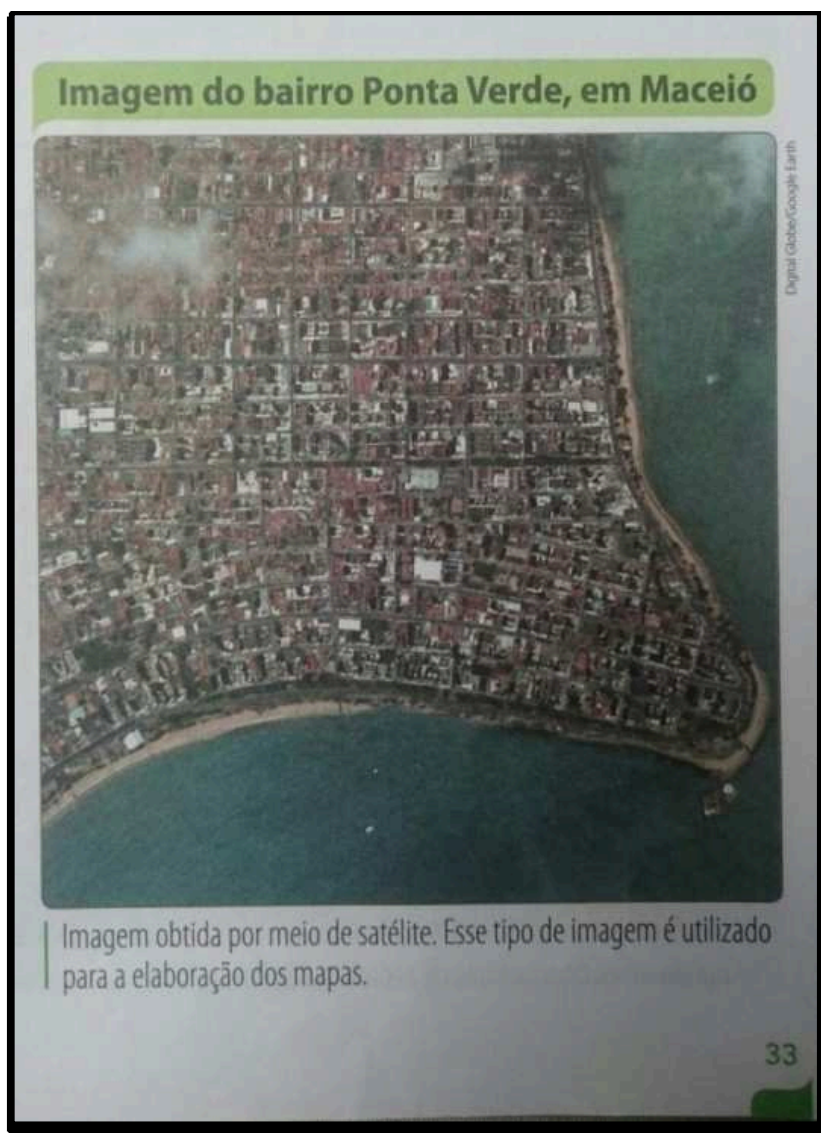 Imagem do bairro Ponta Verde, em Maceió
Digital Globe/Google Earth
Imagem obtida por meio de satélite. Esse tipo de imagem é utilizado
para a elaboração dos mapas.
33